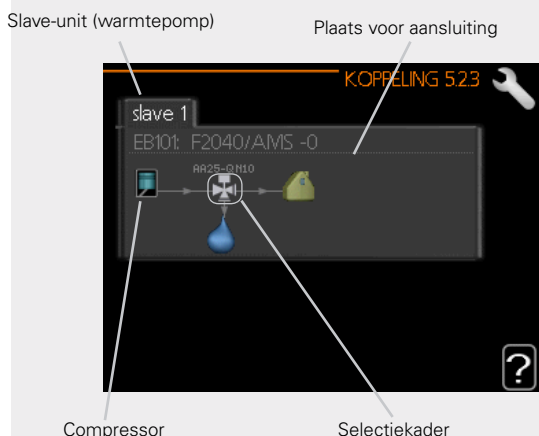 Slave-unit (warmtepomp)
Plaats voor aansluiting
KOPPELING 5.2.3
slave 1
EB101: F2040/AMS -0
AA25-QN10
?
Compressor
Selectiekader